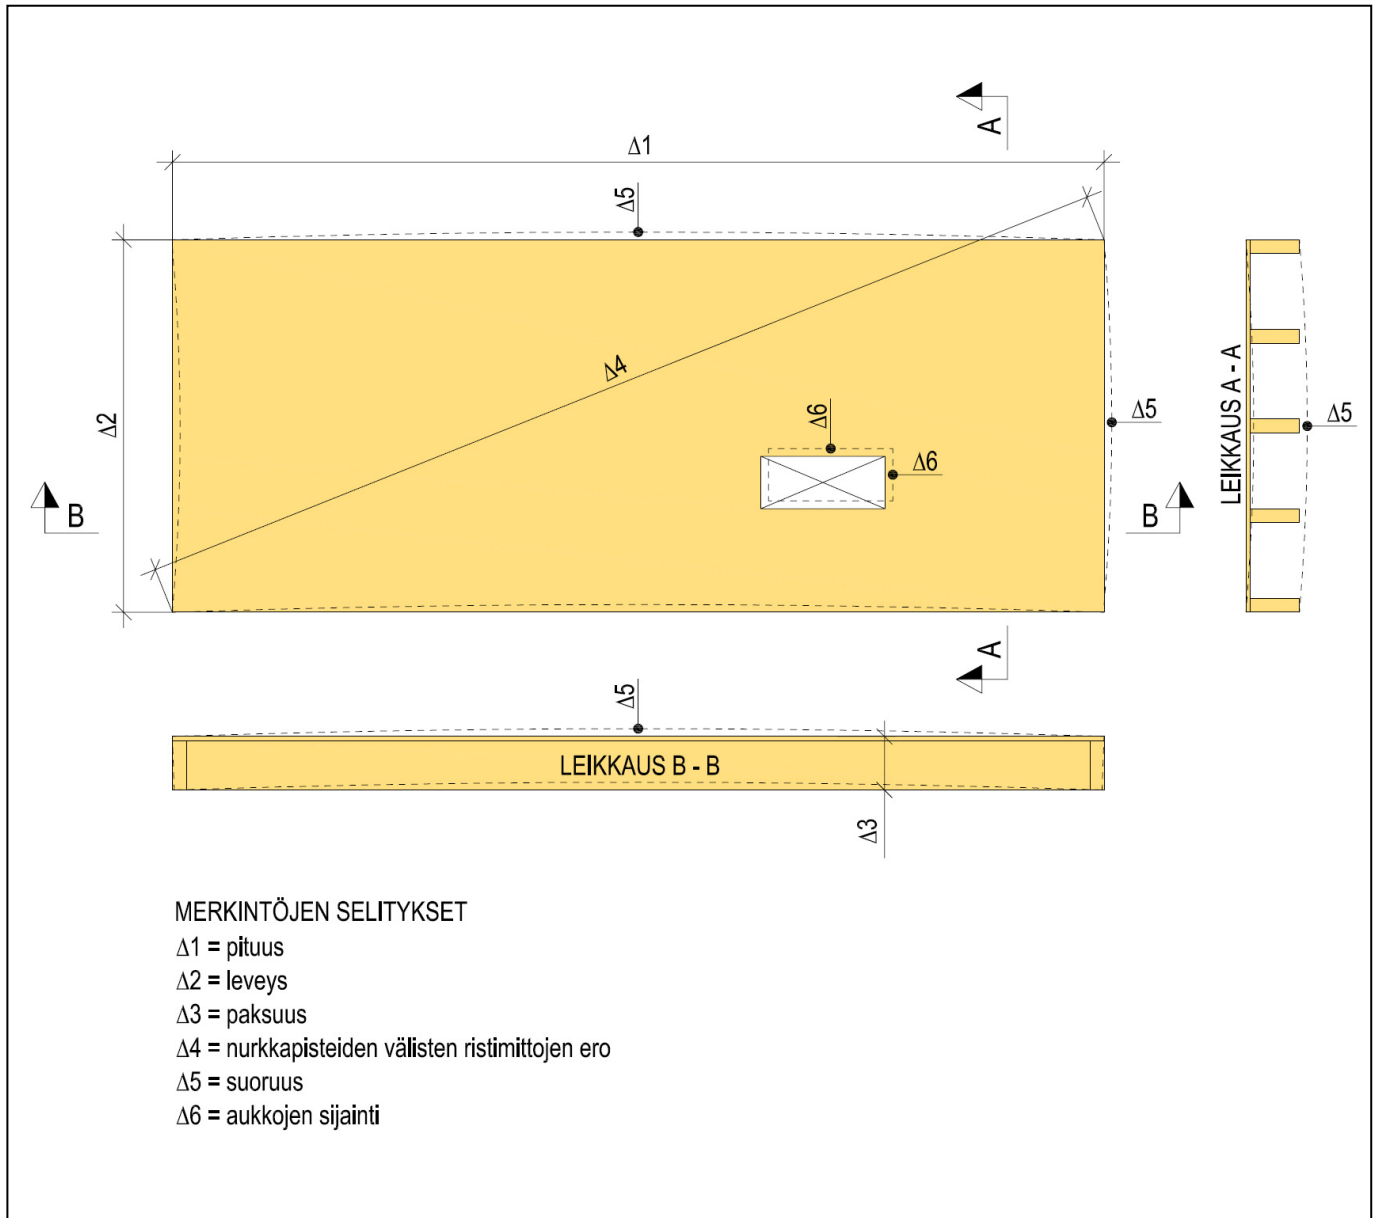 A
Δ1
Δ5
Δ4
Δ2
Δ6
Δ6
Δ5
LEIKKAUS A - A
Δ5
B
B
A
Δ5
LEIKKAUS B - B
Δ3
MERKINTÖJEN SELITYKSET
Δ1 = pituus
Δ2 = leveys
Δ3 = paksuus
Δ4 = nurkkapisteiden välisten ristimittojen ero
Δ5 = suoruus
Δ6 = aukkojen sijainti